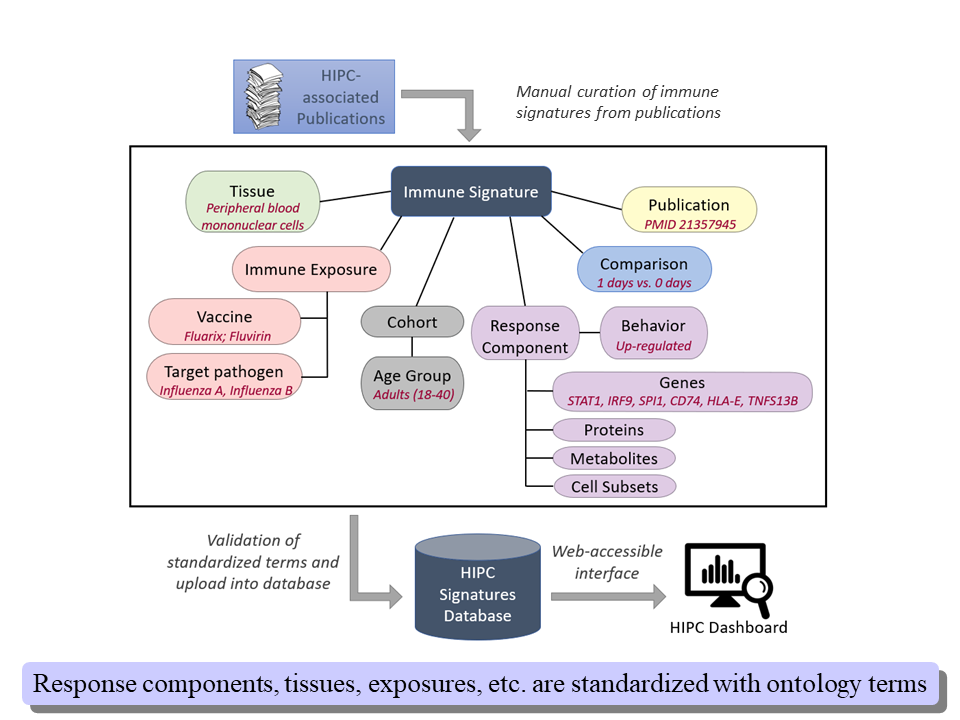 HIPC-
associated
Publications
Manual curation of immune
signatures from publications
Immune Signature
Tissue
Peripheral blood
mononuclear cells
Publication
PMID 21357945
Immune Exposure
Comparison
1 days vs. 0 days
Vaccine
Fluarix; Fluvirin
Target pathogen
Influenza A, Influenza B
Cohort
Age Group
Adults (18-40)
Response
Component
Behavior
Up-regulated
Genes
STAT1, IRF9, SPI1, CD74, HLA-E, TNFS13B
Proteins
Metabolites
Cell Subsets
Validation of
standardized terms and
upload into database
HIPC
Signatures
Database
Web-accessible
interface
HIPC Dashboard
Response components, tissues, exposures, etc. are standardized with ontology terms